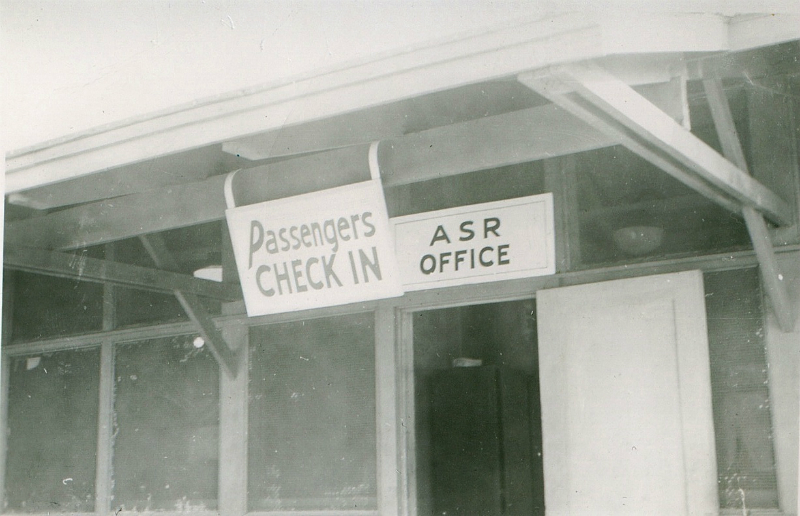 Passengers
CHECK IN
ASR
OFFICE